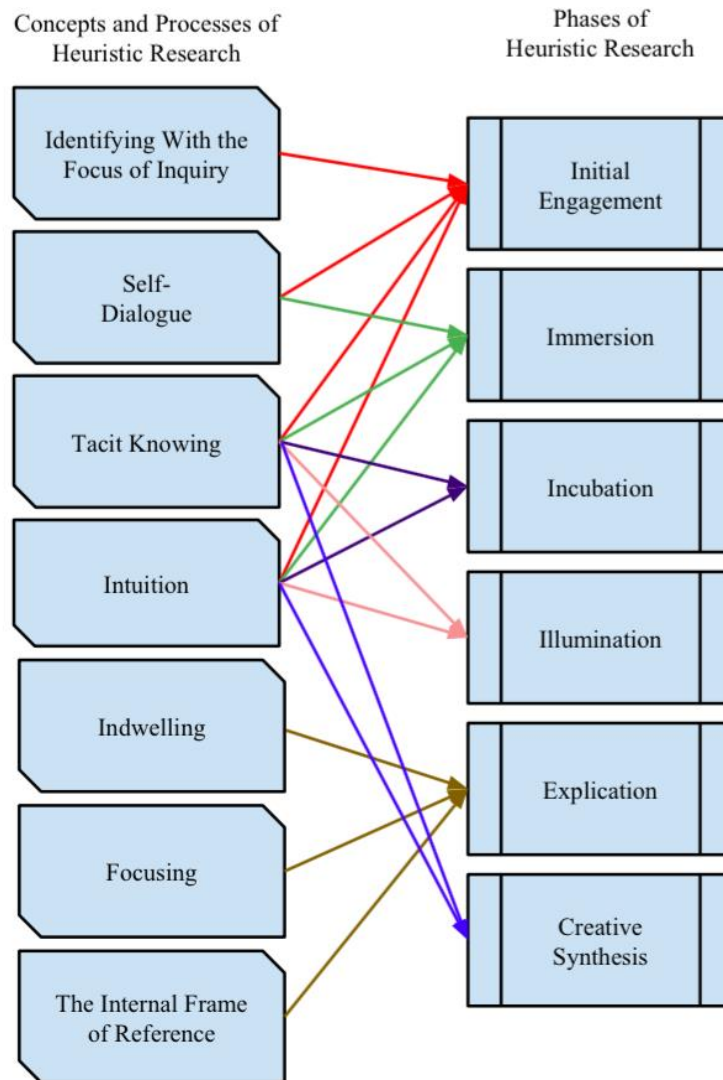 Concepts and Processes of
Heuristic Research
Identifying With the
Focus of Inquiry
Self-
Dialogue
Tacit Knowing
Intuition
Indwelling
Focusing
The Internal Frame
of Reference
Phases of
Heuristic Research
Initial
Engagement
Immersion
Incubation
Illumination
Explication
Creative
Synthesis